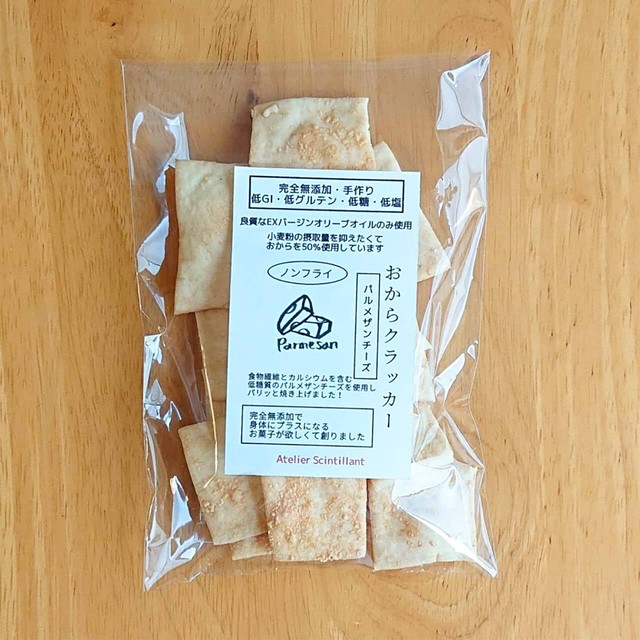 完全無添加・手作り
低GI・低グルテン・低糖・低塩
良質なEXバージンオリーブオイルのみ使用
小麦粉の摂取量を抑えたくて
おからを50%使用しています
ノンフライ
おからクラッカー
パルメザンチーズ
Parmesan
食物繊維とカルシウムを含む
低糖質のパルメザンチーズを使用し
パリッと焼き上げました！
完全無添加で
身体にプラスになる
お菓子が欲しくて創りました
Atelier Scintillant